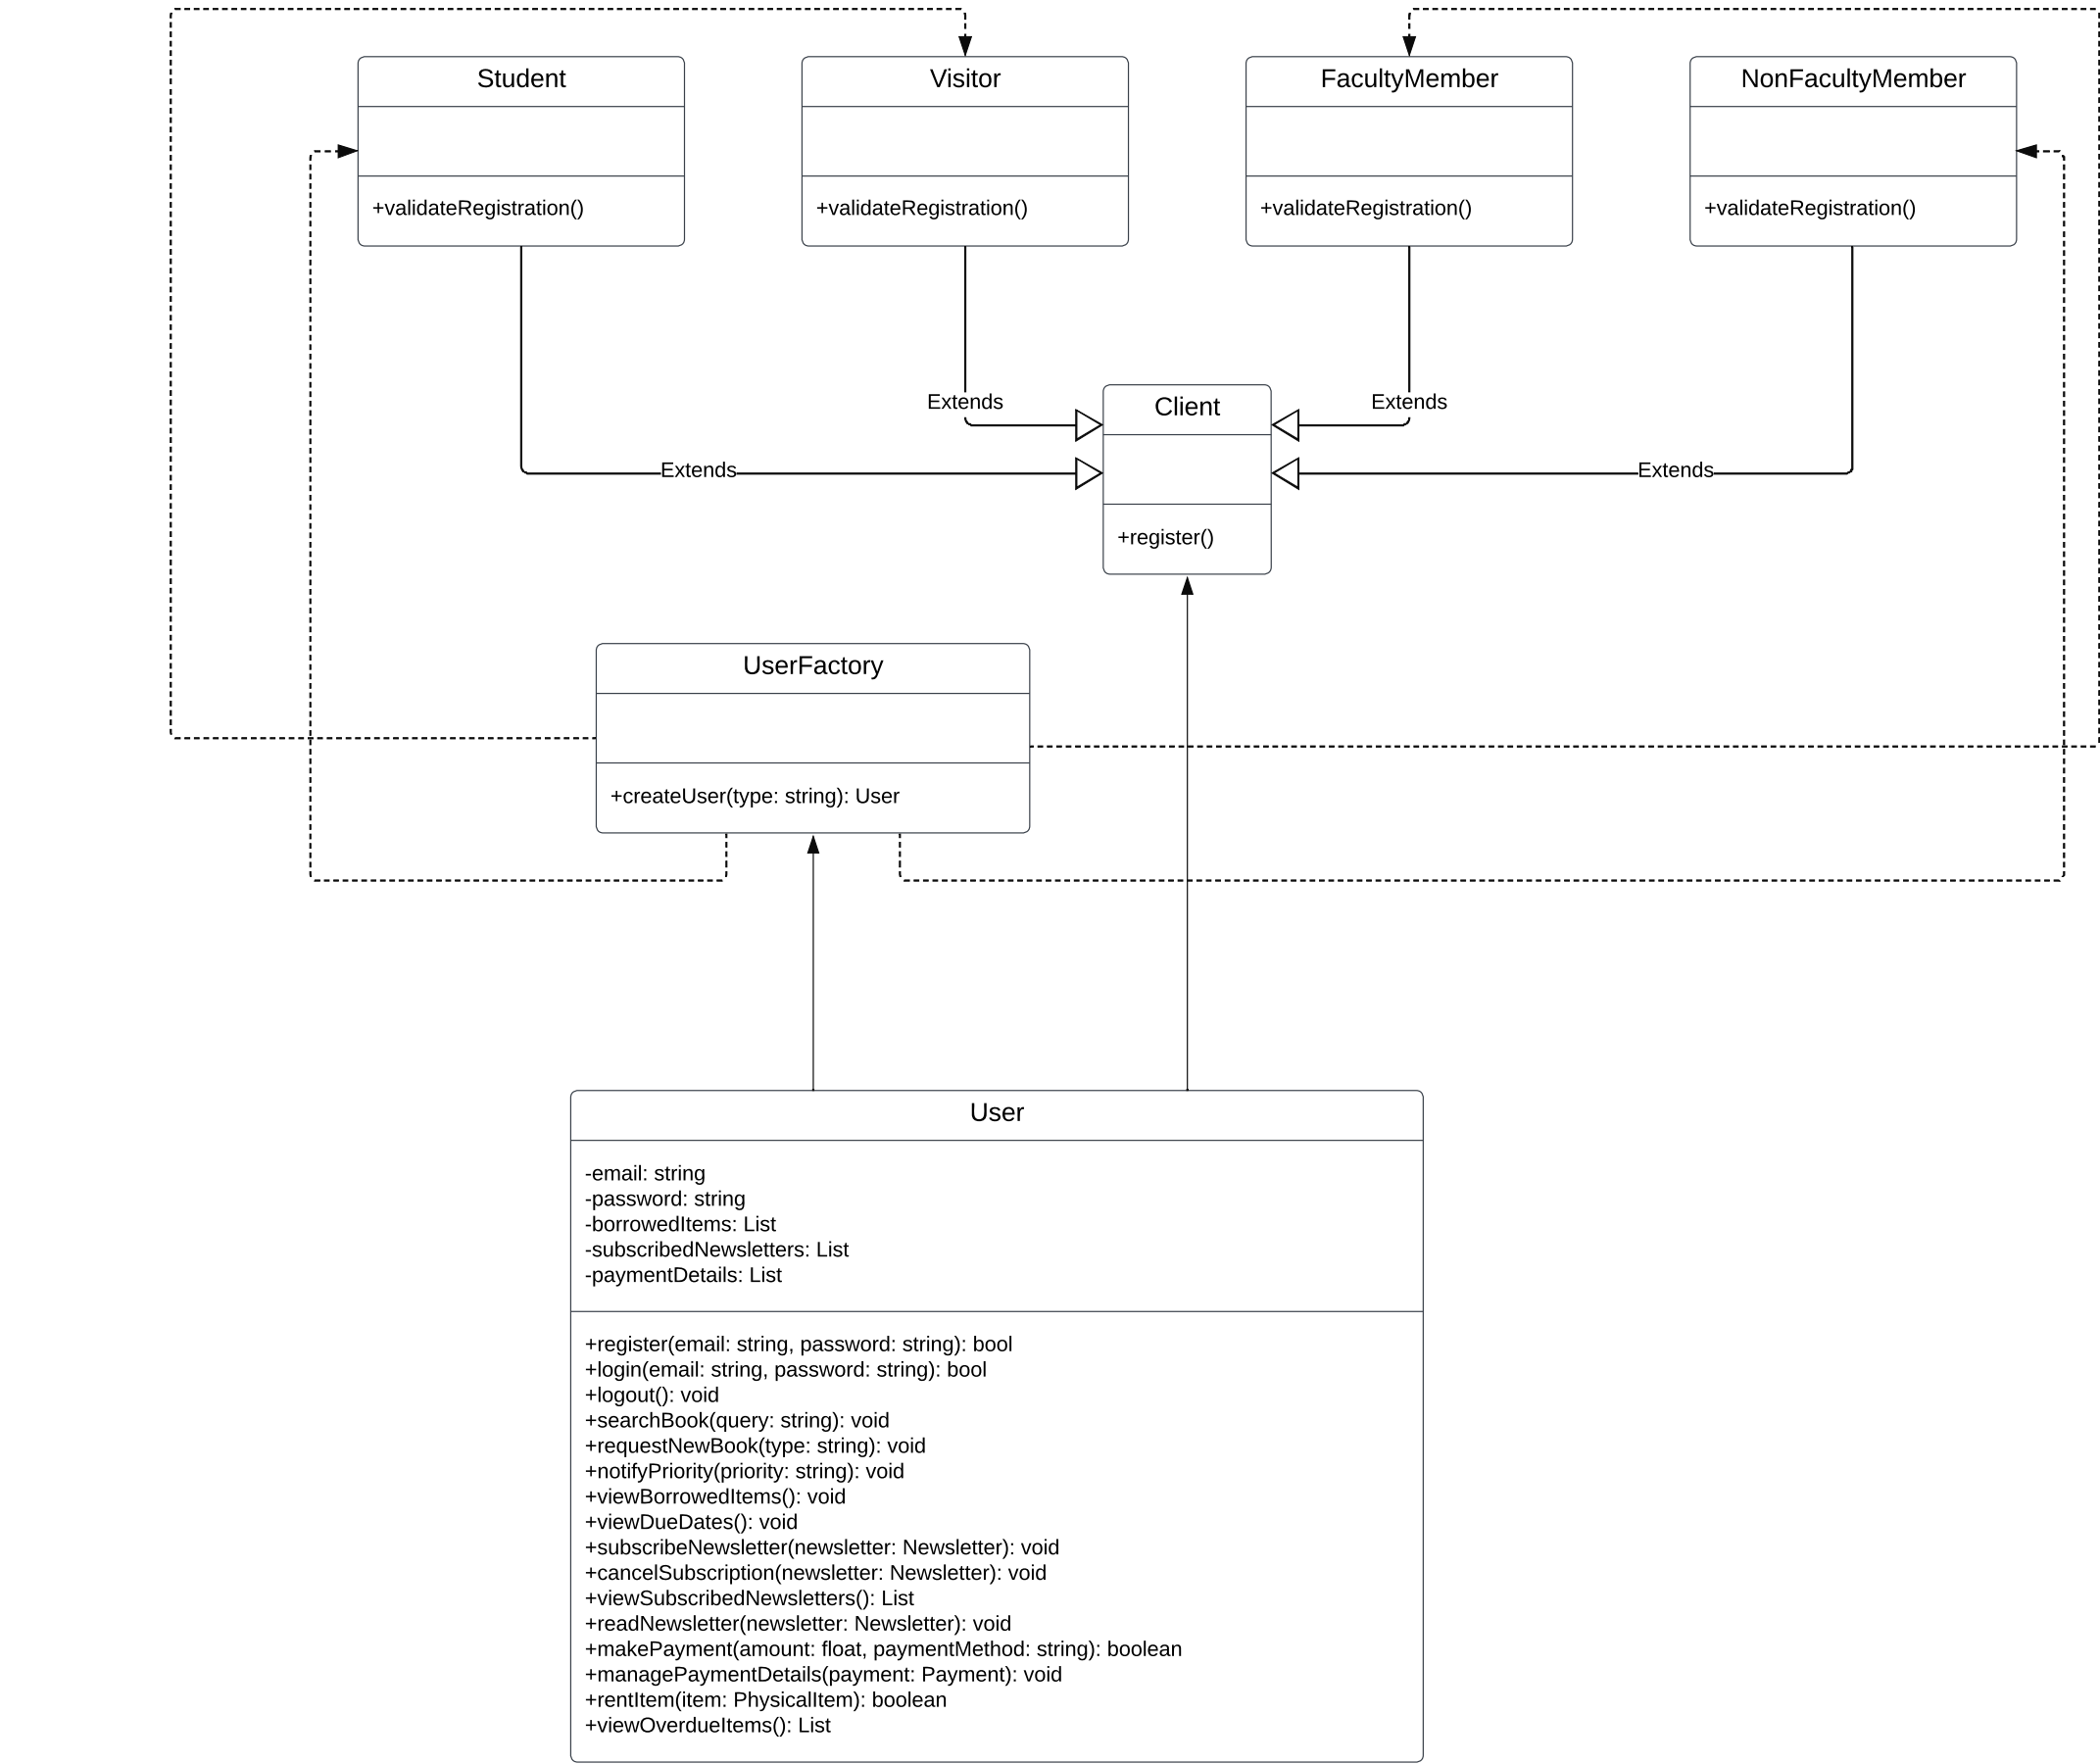 Student
+validateRegistration()
Visitor
+validateRegistration()
FacultyMember
+validateRegistration()
NonFacultyMember
+validateRegistration()
Extends
Extends
Extends
Extends
Client
+register()
UserFactory
+createUser(type: string): User
User
-email: string
-password: string
-borrowedItems: List
-subscribedNewsletters: List
-paymentDetails: List
+register(email: string, password: string): bool
+login(email: string, password: string): bool
+logout(): void
+searchBook(query: string): void
+requestNewBook(type: string): void
+notifyPriority(priority: string): void
+viewBorrowedItems(): void
+viewDueDates(): void
+subscribeNewsletter(newsletter: Newsletter): void
+cancelSubscription(newsletter: Newsletter): void
+viewSubscribedNewsletters(): List
+readNewsletter(newsletter: Newsletter): void
+makePayment(amount: float, paymentMethod: string): boolean
+managePaymentDetails(payment: Payment): void
+rentItem(item: PhysicalItem): boolean
+viewOverdueItems(): List